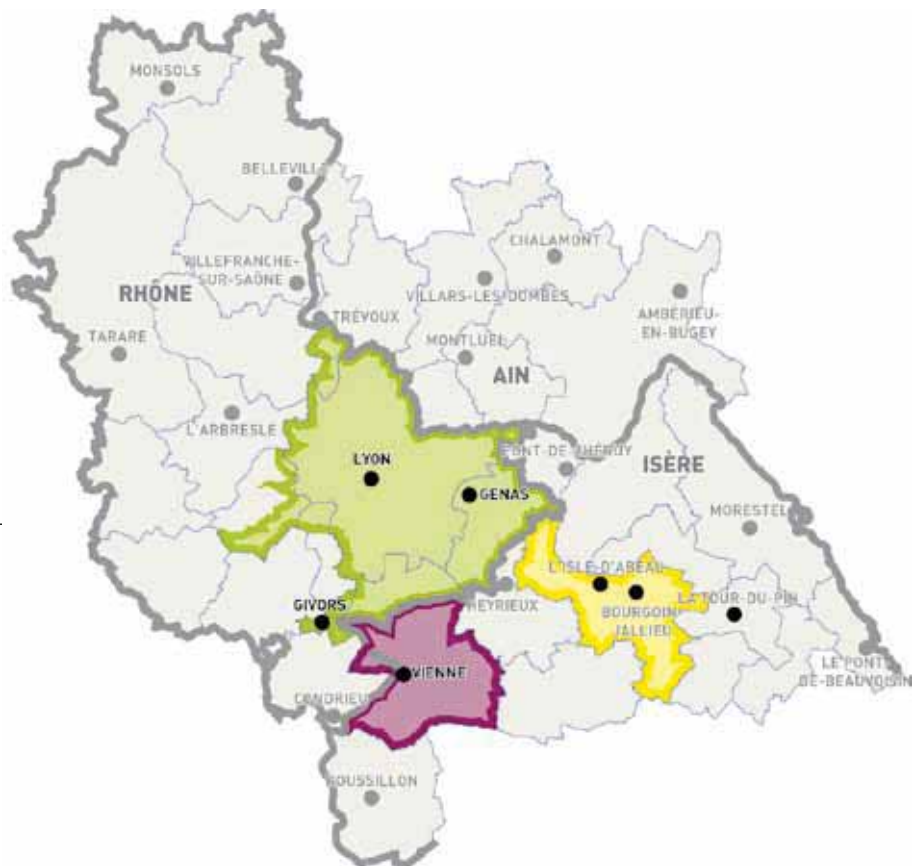 MONSOLS
BELLEVILL
VILLEFRANCHE-
SUR-SAÔNE
CHALAMONT
VILLARS-LES-DOMBES
RHÔNE
TRÉVOUX
AMBÉRIEU-
EN-BUGEY
TARARE
MONTLUEL
AIN
L'ARBRESLE
LYON
GENAS
PONT-DE-CHÉRUY
ISÈRE
MORESTEL
L'ISLE-D'ABEAU
GIVORS
HEYRIEUX
BOURGOIN
JALLIEU
LA TOUR-DU-PIN
VIENNE
LE PONT-
DE-BEAUVOISIN
CONDRIEU
ROUSSILLON